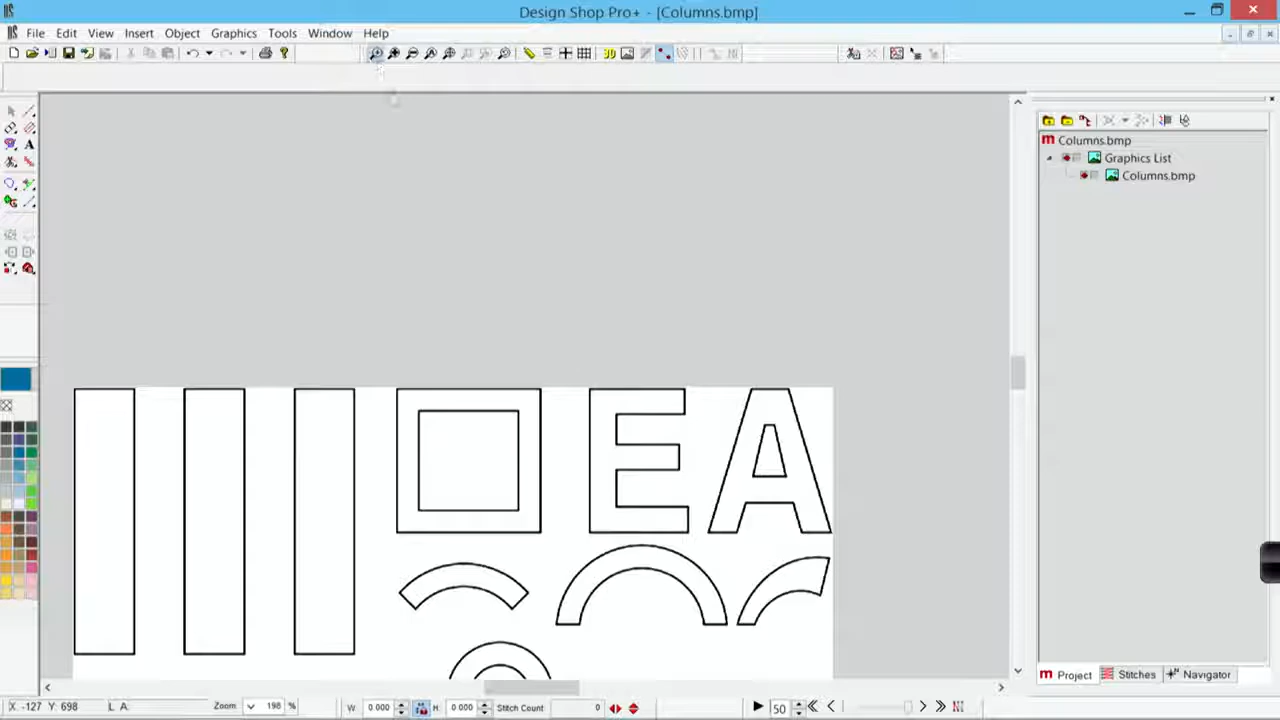 Design Shop Pro+ - [Columns.bmp]
File Edit View Insert Object Graphics Tools Window Help
3D
A
Columns.bmp
Graphics List
Columns.bmp
E A
Project Stitches Navigator
X: -127 Y: 698 L A: Zoom 198 % W 0.000 H 0.000 Stitch Count 0 50